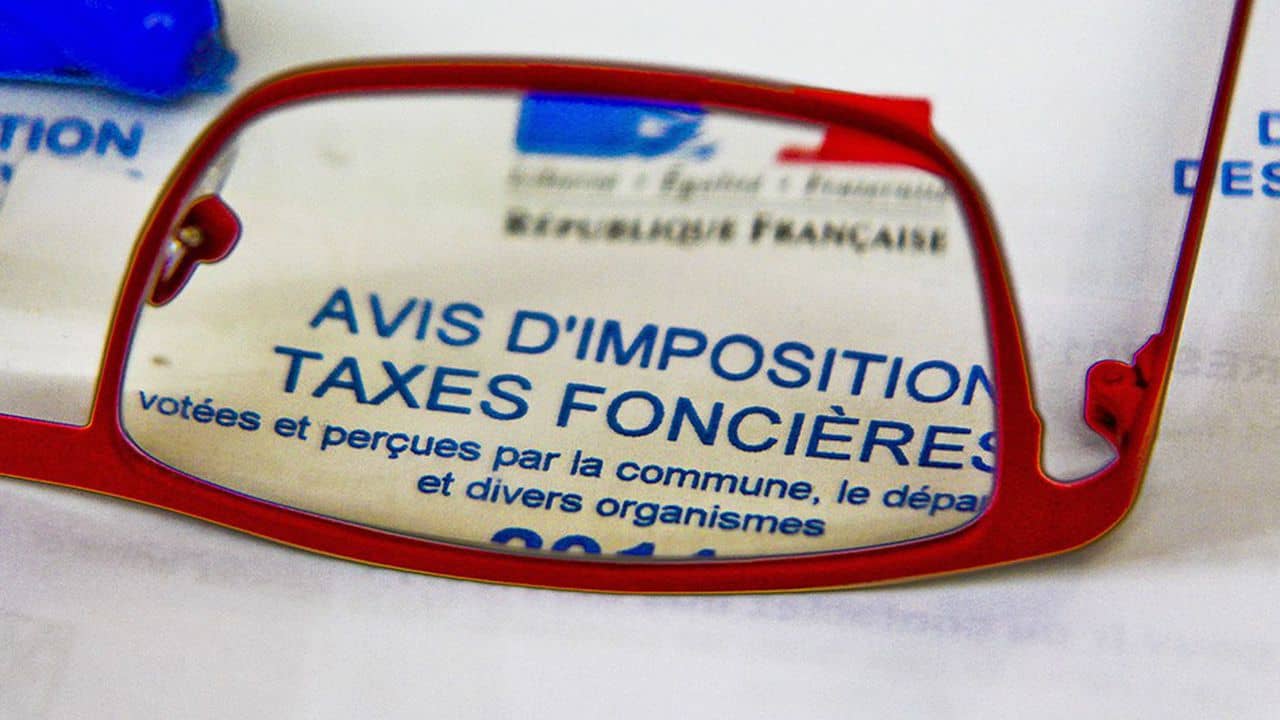 TION
D
DES
Liberté • Égalité • Fraternité
RÉPUBLIQUE FRANÇAISE
AVIS D'IMPOSITION
TAXES FONCIÈRES
votées et perçues par la commune, le dépar
et divers organismes